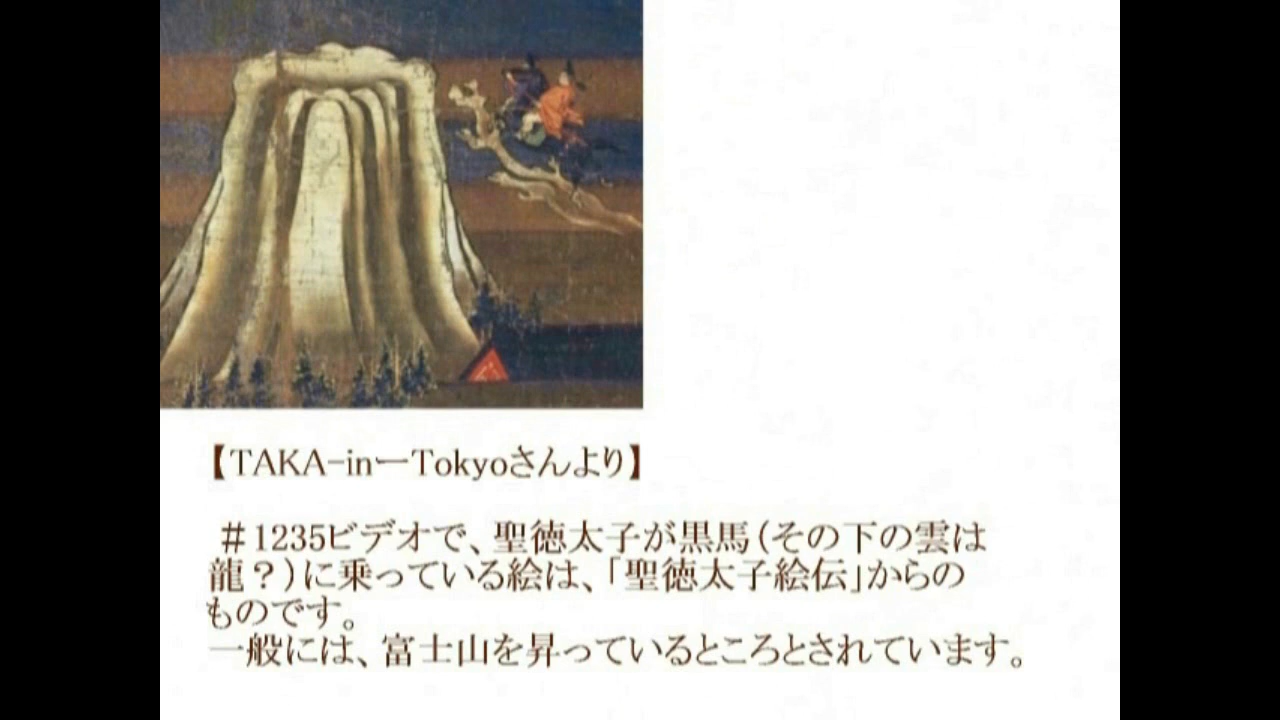 【TAKA-inーTokyoさんより】
＃1235ビデオで、聖徳太子が黒馬（その下の雲は
龍？）に乗っている絵は、「聖徳太子絵伝」からの
ものです。
一般には、富士山を昇っているところとされています。